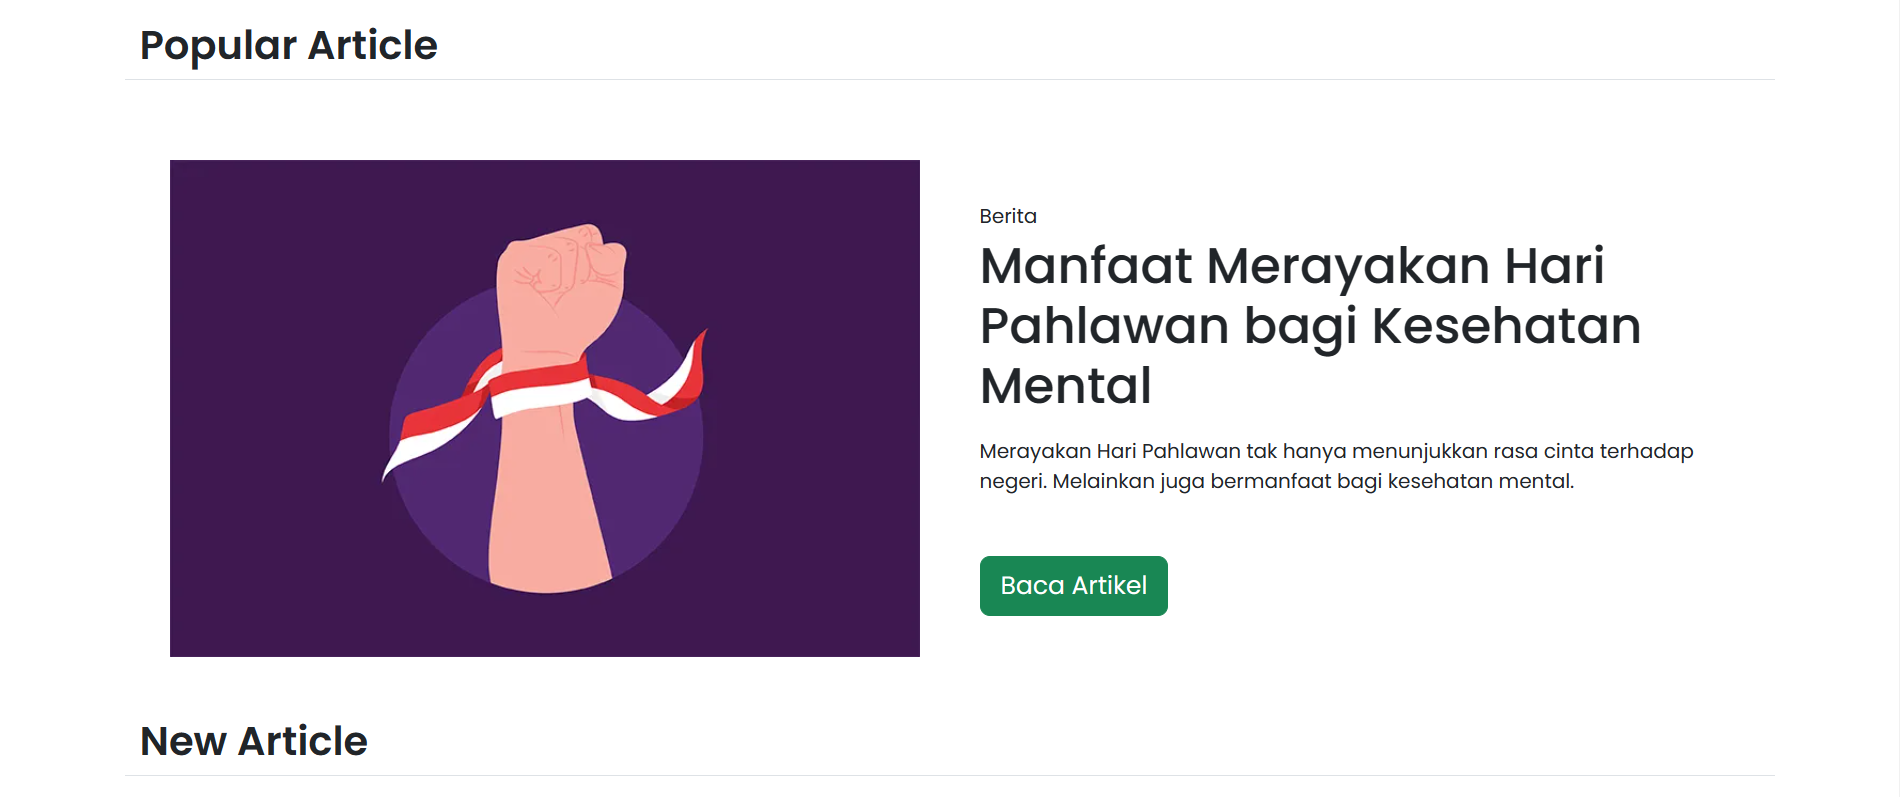 Popular Article
Berita
Manfaat Merayakan Hari
Pahlawan bagi Kesehatan
Mental
Merayakan Hari Pahlawan tak hanya menunjukkan rasa cinta terhadap
negeri. Melainkan juga bermanfaat bagi kesehatan mental.
Baca Artikel
New Article